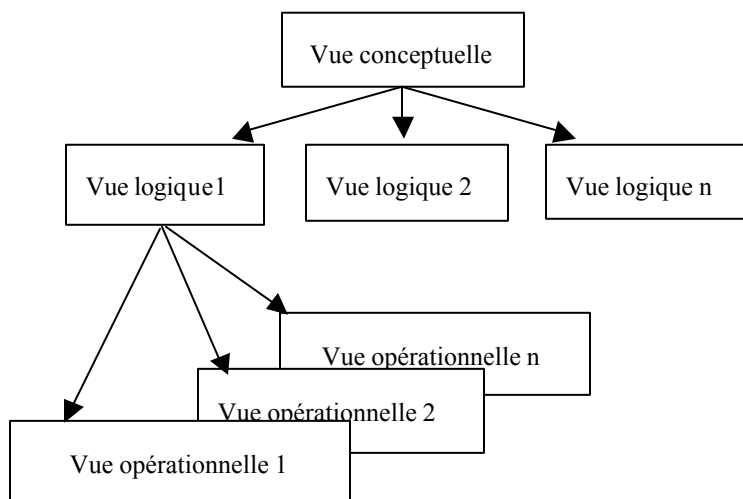 Vue conceptuelle
Vue logique1
Vue logique 2
Vue logique n
Vue opérationnelle n
Vue opérationnelle 2
Vue opérationnelle 1